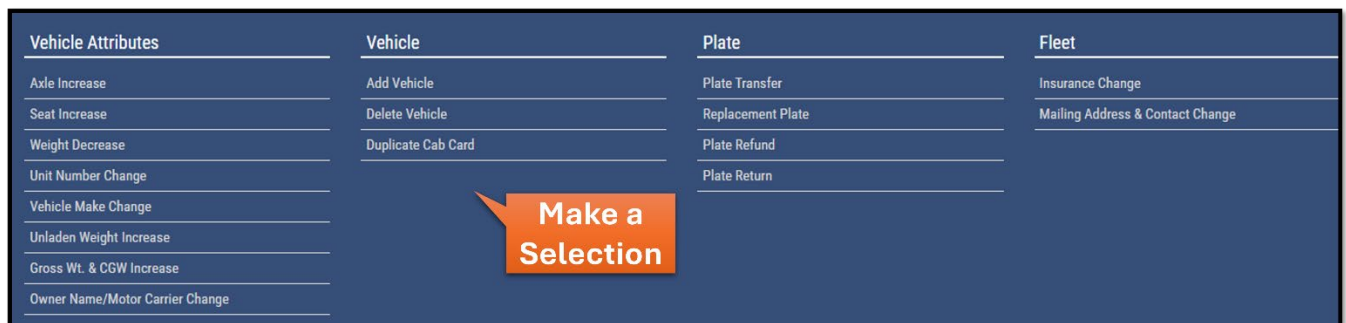 Vehicle Attributes
Axle Increase
Seat Increase
Weight Decrease
Unit Number Change
Vehicle Make Change
Unladen Weight Increase
Gross Wt. & CGW Increase
Owner Name/Motor Carrier Change
Vehicle
Add Vehicle
Delete Vehicle
Duplicate Cab Card
Plate
Plate Transfer
Replacement Plate
Plate Refund
Plate Return
Fleet
Insurance Change
Mailing Address & Contact Change
Make a
Selection